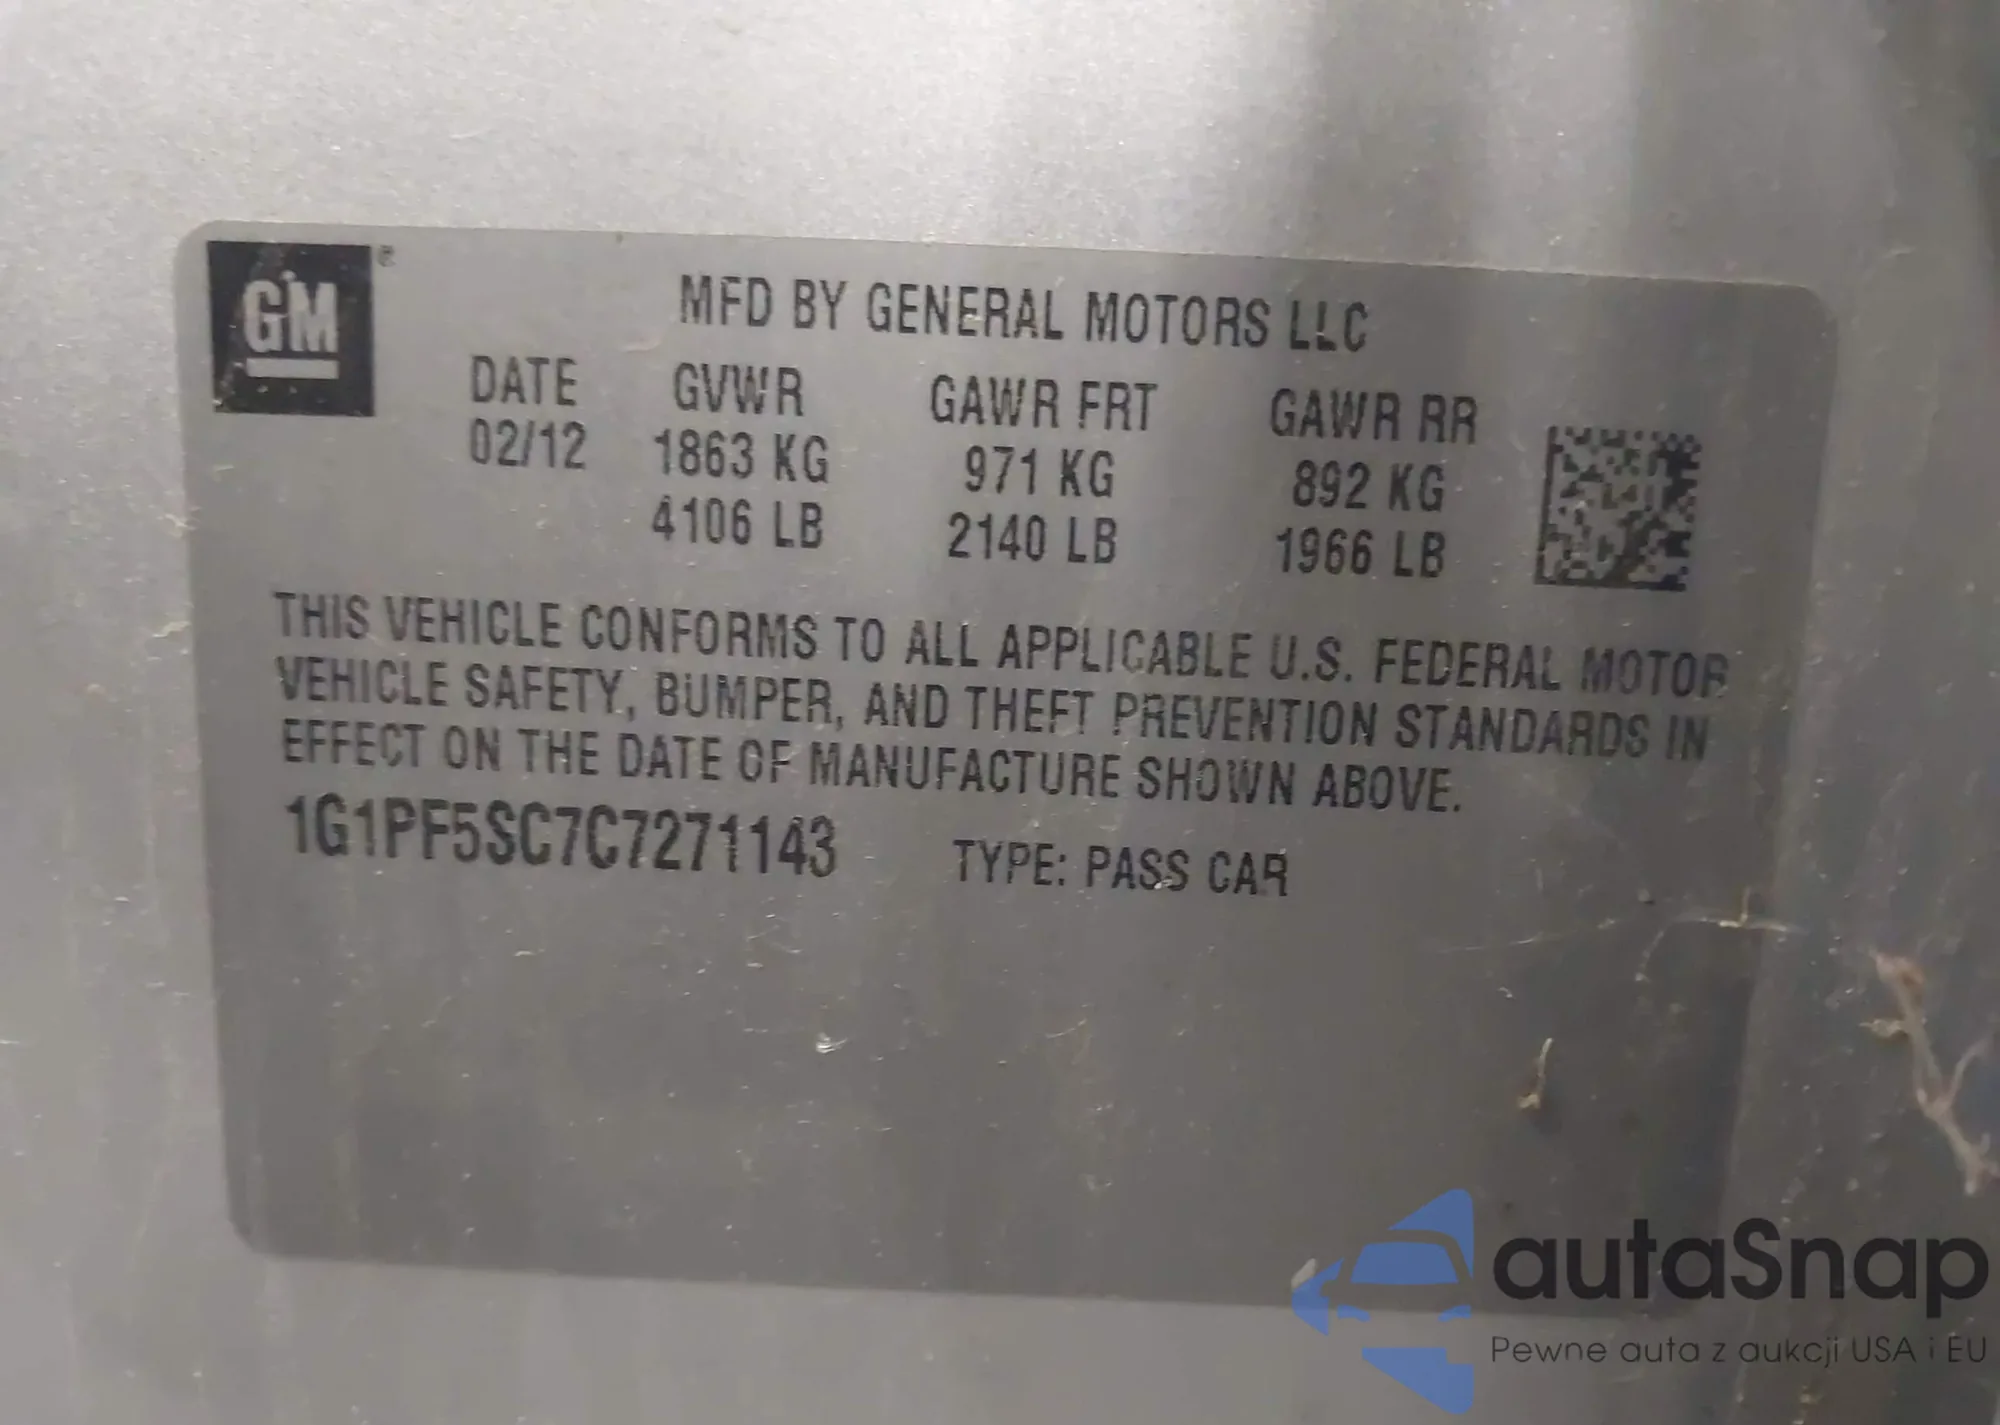 GM ®
MFD BY GENERAL MOTORS LLC
DATE GVWR GAWR FRT GAWR RR
02/12 1863 KG 971 KG 892 KG
4106 LB 2140 LB 1966 LB
THIS VEHICLE CONFORMS TO ALL APPLICABLE U.S. FEDERAL MOTOR
VEHICLE SAFETY, BUMPER, AND THEFT PREVENTION STANDARDS IN
EFFECT ON THE DATE OF MANUFACTURE SHOWN ABOVE.
1G1PF5SC7C7271143 TYPE: PASS CAR
autaSnap
Pewne auta z aukcji USA i EU